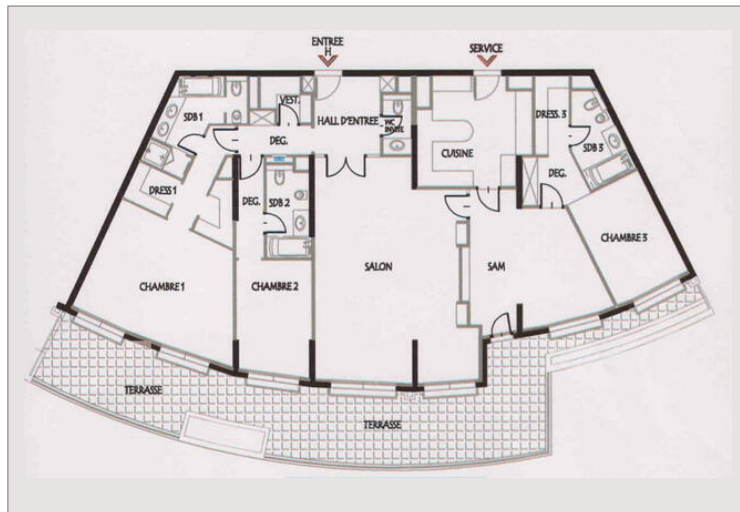 ENTREE
H
SERVICE
SDB 1
VEST.
HALL D'ENTREE
WC
INVITE
DEG.
CUISINE
DRESS. 3
SDB 3
DEG.
DRESS 1
DEG.
SDB 2
CHAMBRE 1
CHAMBRE 2
SALON
SAM
CHAMBRE 3
TERRASSE
TERRASSE